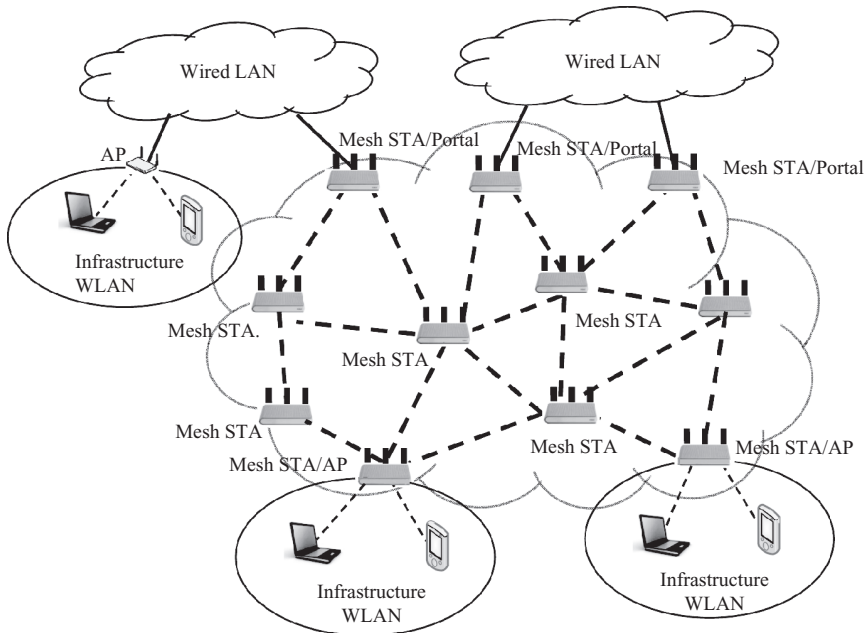 Wired LAN
Wired LAN
Mesh STA/Portal
AP
Mesh STA/Portal
Mesh STA/Portal
Infrastructure
WLAN
Mesh STA.
Mesh STA
Mesh STA
Mesh STA
Mesh STA
Mesh STA/AP
Mesh STA/AP
Infrastructure
WLAN
Infrastructure
WLAN